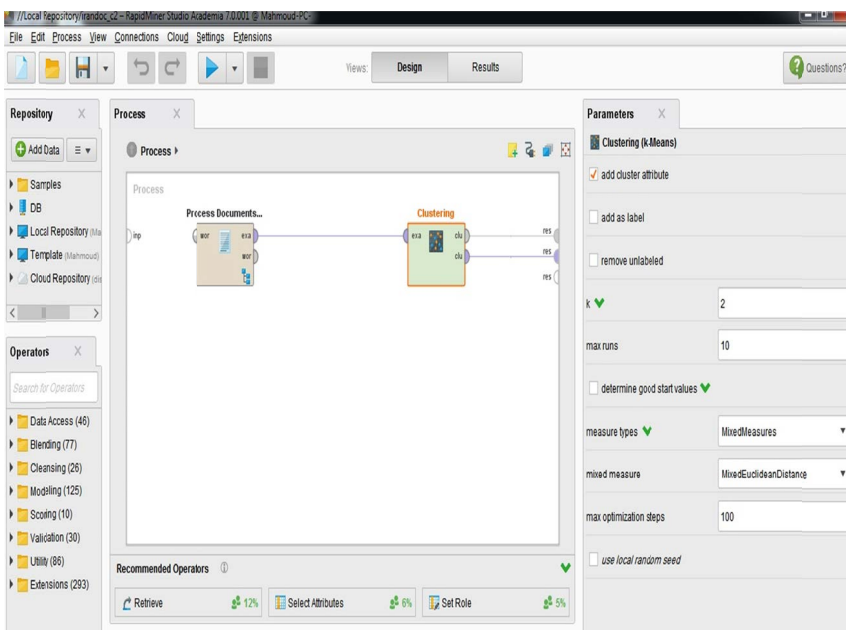 //Local Repository/irandoc_c2 – RapidMiner Studio Academia 7.0.001 @ Mahmoud-PC-
File Edit Process View Connections Cloud Settings Extensions
Views: Design Results Questions?
Repository
Add Data
Samples
DB
Local Repository (Ma
Template (Mahmoud)
Cloud Repository (dis
Operators
Search for Operators
Data Access (46)
Blending (77)
Cleansing (26)
Modeling (125)
Scoring (10)
Validation (30)
Utility (86)
Extensions (293)
Process
Process
Process
inp
Process Documents...
wor exa
wor
Clustering
exa clu
clu
res
res
res
Recommended Operators
Retrieve 12%
Select Attributes 6%
Set Role 5%
Parameters
Clustering (k-Means)
add cluster attribute
add as label
remove unlabeled
k 2
max runs 10
determine good start values
measure types MixedMeasures
mixed measure MixedEuclideanDistance
max optimization steps 100
use local random seed